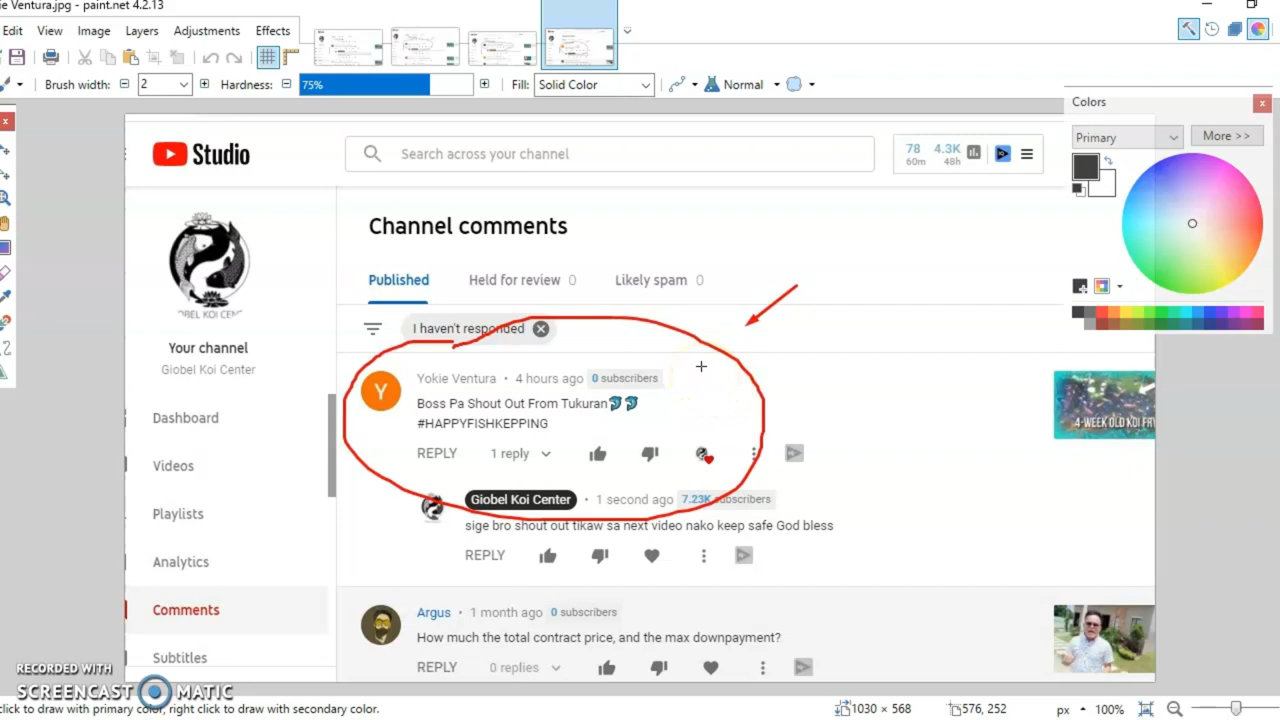 ie Ventura.jpg - paint.net 4.2.13
Edit View Image Layers Adjustments Effects
Brush width: 2 Hardness: 75% Fill: Solid Color Normal
Colors
Primary More >>
Studio
Search across your channel
78 4.3K
60m 48h
Channel comments
Published Held for review 0 Likely spam 0
I haven't responded
Your channel
Giobel Koi Center
Dashboard
Videos
Playlists
Analytics
Comments
Subtitles
Y
Yokie Ventura • 4 hours ago 0 subscribers
Boss Pa Shout Out From Tukuran
#HAPPYFISHKEPPING
REPLY 1 reply
4-WEEK OLD KOI FRY
Giobel Koi Center • 1 second ago 7.23K subscribers
sige bro shout out tikaw sa next video nako keep safe God bless
REPLY
Argus • 1 month ago 0 subscribers
How much the total contract price, and the max downpayment?
REPLY 0 replies
RECORDED WITH
SCREENCAST MATIC
click to draw with primary color, right click to draw with secondary color.
1030 × 568 576, 252 px 100%